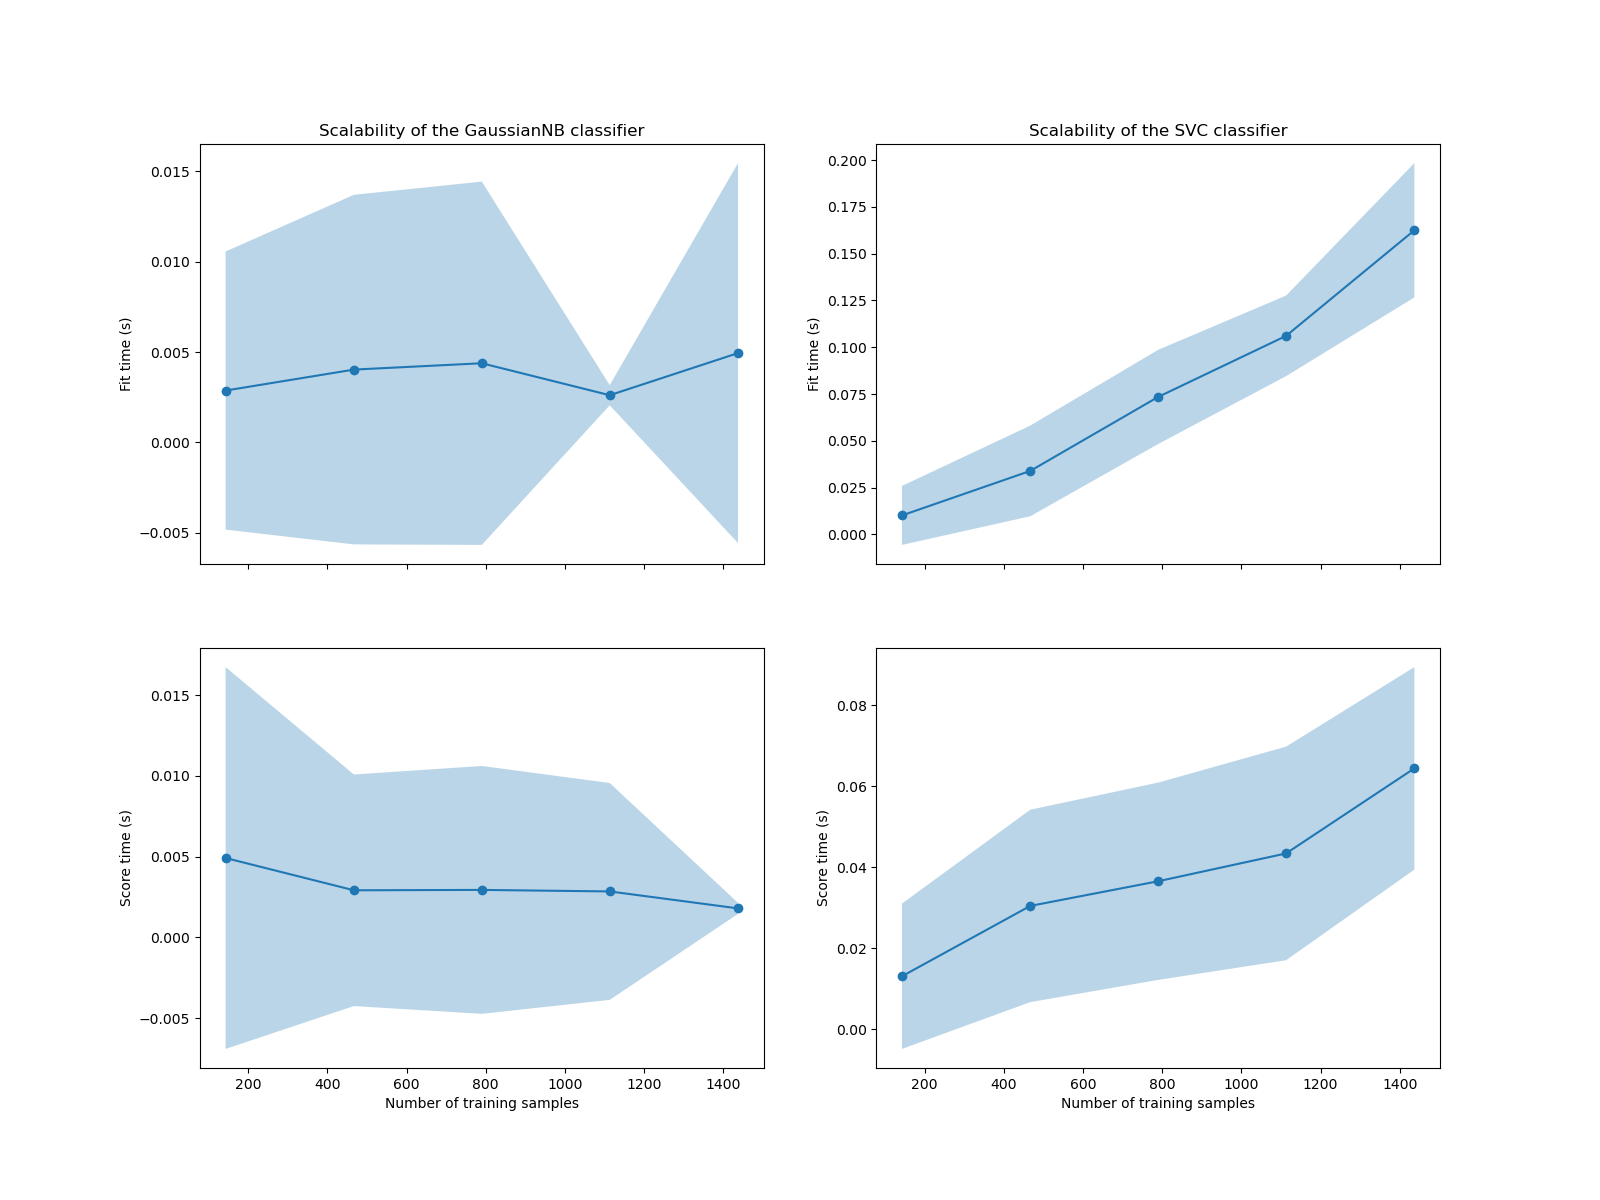 Scalability of the GaussianNB classifier
0.015
0.010
0.005
0.000
−0.005
Fit time (s)
Scalability of the SVC classifier
0.200
0.175
0.150
0.125
0.100
0.075
0.050
0.025
0.000
Fit time (s)
0.015
0.010
0.005
0.000
−0.005
Score time (s)
200 400 600 800 1000 1200 1400
Number of training samples
0.08
0.06
0.04
0.02
0.00
Score time (s)
200 400 600 800 1000 1200 1400
Number of training samples